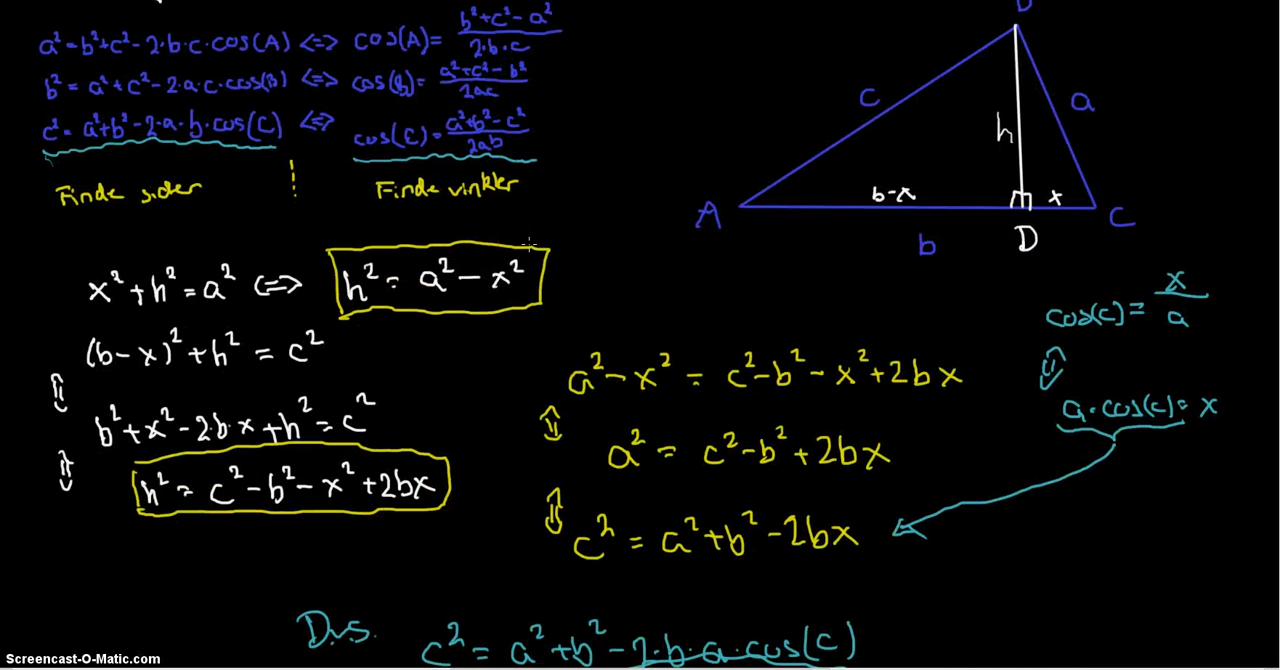 a² = b²+c² - 2·b·c·cos(A) <=> cos(A) = (b²+c²-a²)/(2·b·c)
b² = a²+c² - 2·a·c·cos(B) <=> cos(B) = (a²+c²-b²)/(2ac)
c² = a²+b² - 2·a·b·cos(C) <=> cos(C) = (a²+b²-c²)/(2ab)
Finde sider
Finde vinkler
c
a
h
A
b-x
x
C
b
D
x² + h² = a² <=> h² = a² - x²
(b-x)² + h² = c²
b² + x² - 2·b·x + h² = c²
h² = c² - b² - x² + 2bx
a² - x² = c² - b² - x² + 2bx
a² = c² - b² + 2bx
c² = a² + b² - 2bx
cos(c) = x/a
a·cos(c) = x
D.v.s. c² = a² + b² - 2·b·a·cos(C)
Screencast-O-Matic.com